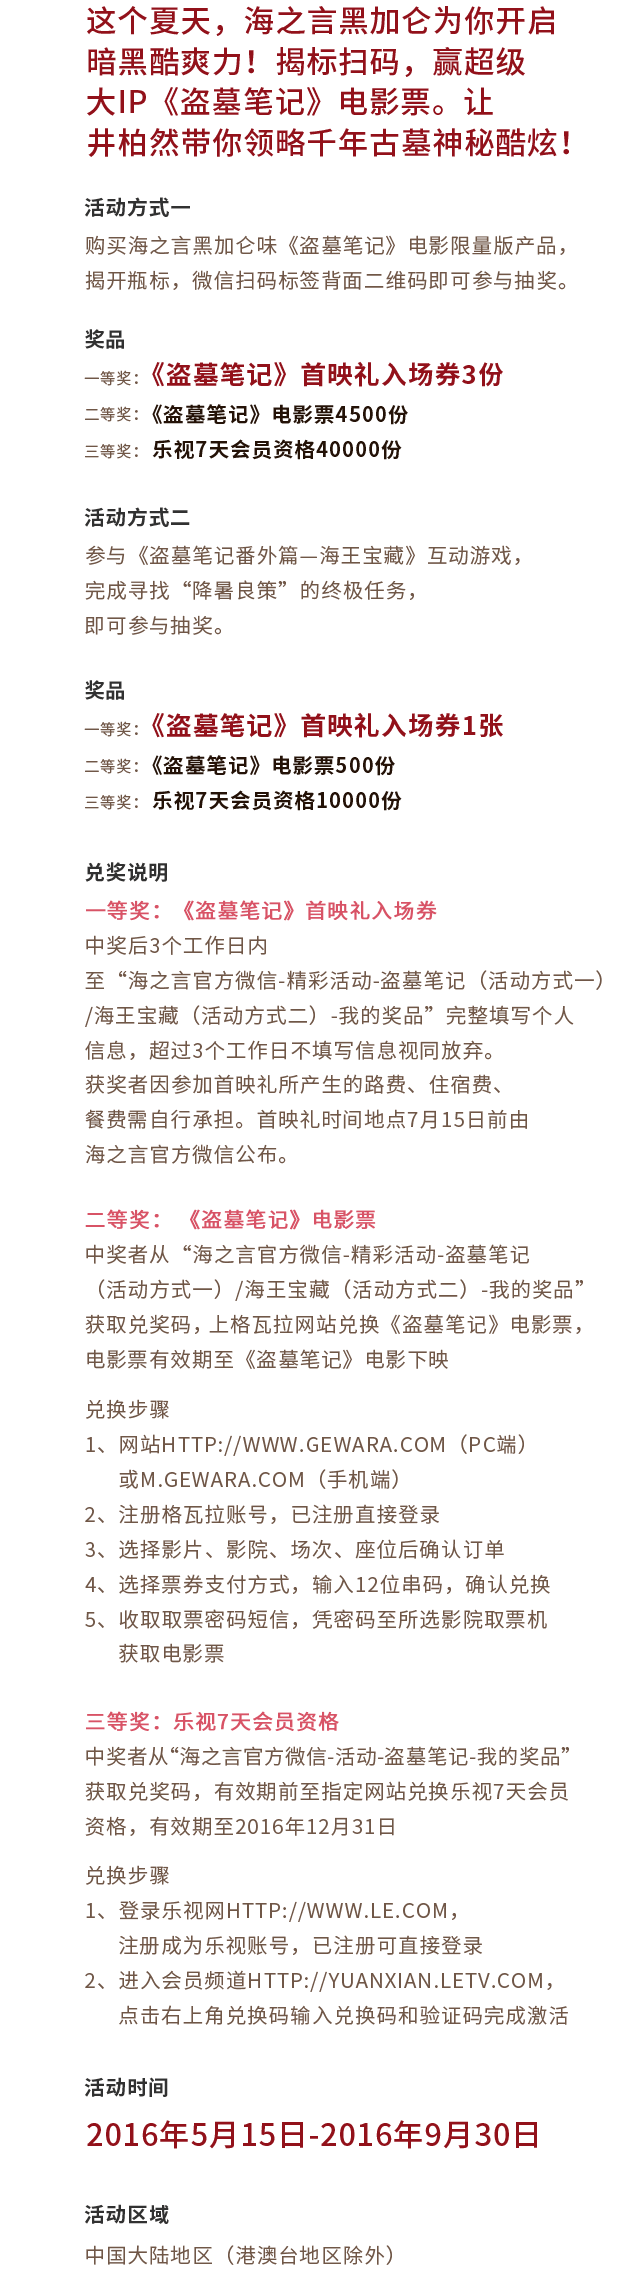 这个夏天，海之言黑加仑为你开启
暗黑酷爽力！揭标扫码，赢超级
大IP《盗墓笔记》电影票。让
井柏然带你领略千年古墓神秘酷炫！
活动方式一
购买海之言黑加仑味《盗墓笔记》电影限量版产品，
揭开瓶标，微信扫码标签背面二维码即可参与抽奖。
奖品
一等奖：《盗墓笔记》首映礼入场券3份
二等奖：《盗墓笔记》电影票4500份
三等奖： 乐视7天会员资格40000份
活动方式二
参与《盗墓笔记番外篇—海王宝藏》互动游戏，
完成寻找“降暑良策”的终极任务，
即可参与抽奖。
奖品
一等奖：《盗墓笔记》首映礼入场券1张
二等奖：《盗墓笔记》电影票500份
三等奖： 乐视7天会员资格10000份
兑奖说明
一等奖：《盗墓笔记》首映礼入场券
中奖后3个工作日内
至“海之言官方微信-精彩活动-盗墓笔记（活动方式一）
/海王宝藏（活动方式二）-我的奖品”完整填写个人
信息，超过3个工作日不填写信息视同放弃。
获奖者因参加首映礼所产生的路费、住宿费、
餐费需自行承担。首映礼时间地点7月15日前由
海之言官方微信公布。
二等奖： 《盗墓笔记》电影票
中奖者从“海之言官方微信-精彩活动-盗墓笔记
（活动方式一）/海王宝藏（活动方式二）-我的奖品”
获取兑奖码，上格瓦拉网站兑换《盗墓笔记》电影票，
电影票有效期至《盗墓笔记》电影下映
兑换步骤
1、网站HTTP://WWW.GEWARA.COM（PC端）
或M.GEWARA.COM（手机端）
2、注册格瓦拉账号，已注册直接登录
3、选择影片、影院、场次、座位后确认订单
4、选择票券支付方式，输入12位串码，确认兑换
5、收取取票密码短信，凭密码至所选影院取票机
获取电影票
三等奖：乐视7天会员资格
中奖者从“海之言官方微信-活动-盗墓笔记-我的奖品”
获取兑奖码，有效期前至指定网站兑换乐视7天会员
资格，有效期至2016年12月31日
兑换步骤
1、登录乐视网HTTP://WWW.LE.COM，
注册成为乐视账号，已注册可直接登录
2、进入会员频道HTTP://YUANXIAN.LETV.COM，
点击右上角兑换码输入兑换码和验证码完成激活
活动时间
2016年5月15日-2016年9月30日
活动区域
中国大陆地区（港澳台地区除外）